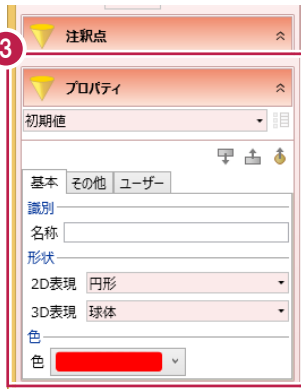 注釈点
3
プロパティ
初期値
基本 その他 ユーザー
識別
名称
形状
2D表現 円形
3D表現 球体
色
色